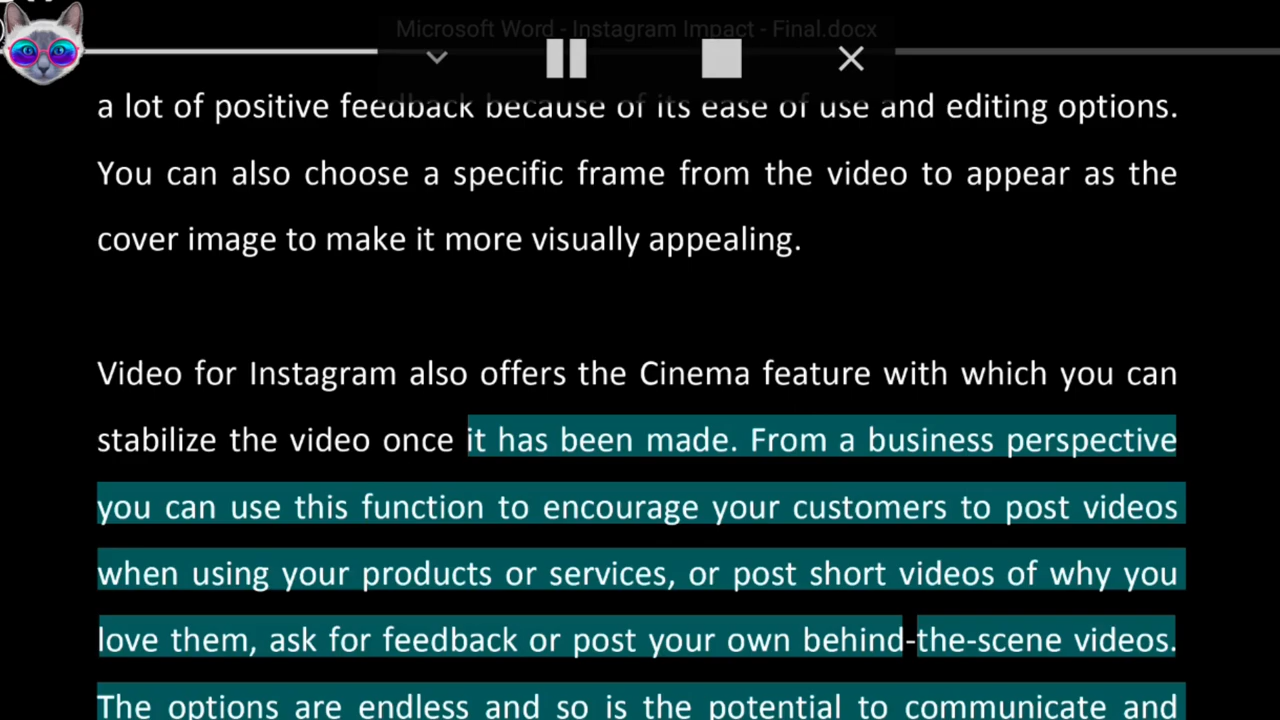 Microsoft Word - Instagram Impact - Final.docx
a lot of positive feedback because of its ease of use and editing options.
You can also choose a specific frame from the video to appear as the
cover image to make it more visually appealing.
Video for Instagram also offers the Cinema feature with which you can
stabilize the video once it has been made. From a business perspective
you can use this function to encourage your customers to post videos
when using your products or services, or post short videos of why you
love them, ask for feedback or post your own behind-the-scene videos.
The options are endless and so is the potential to communicate and